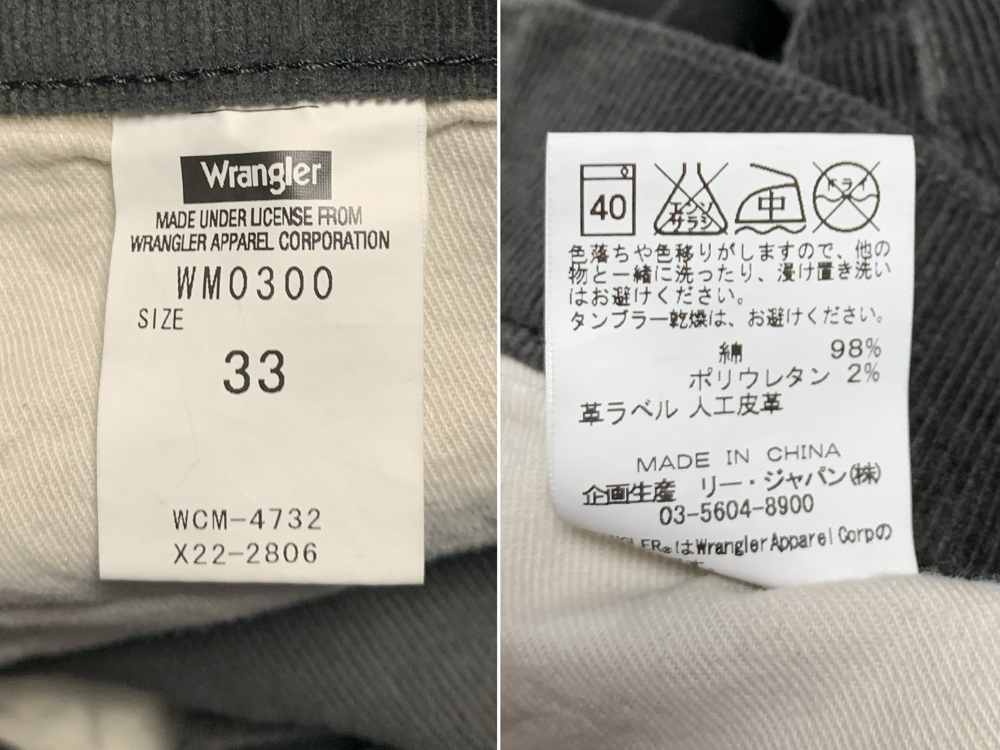 Wrangler
MADE UNDER LICENSE FROM
WRANGLER APPAREL CORPORATION
WM0300
SIZE
33
WCM-4732
X22-2806
40
エンソ
サラシ
中
ドライ
色落ちや色移りがしますので、他の
物と一緒に洗ったり、浸け置き洗い
はお避けください。
タンブラー乾燥は、お避けください。
綿 98%
ポリウレタン 2%
革ラベル 人工皮革
MADE IN CHINA
企画生産 リー・ジャパン(株)
03-5604-8900
はWrangler Apparel Corpの